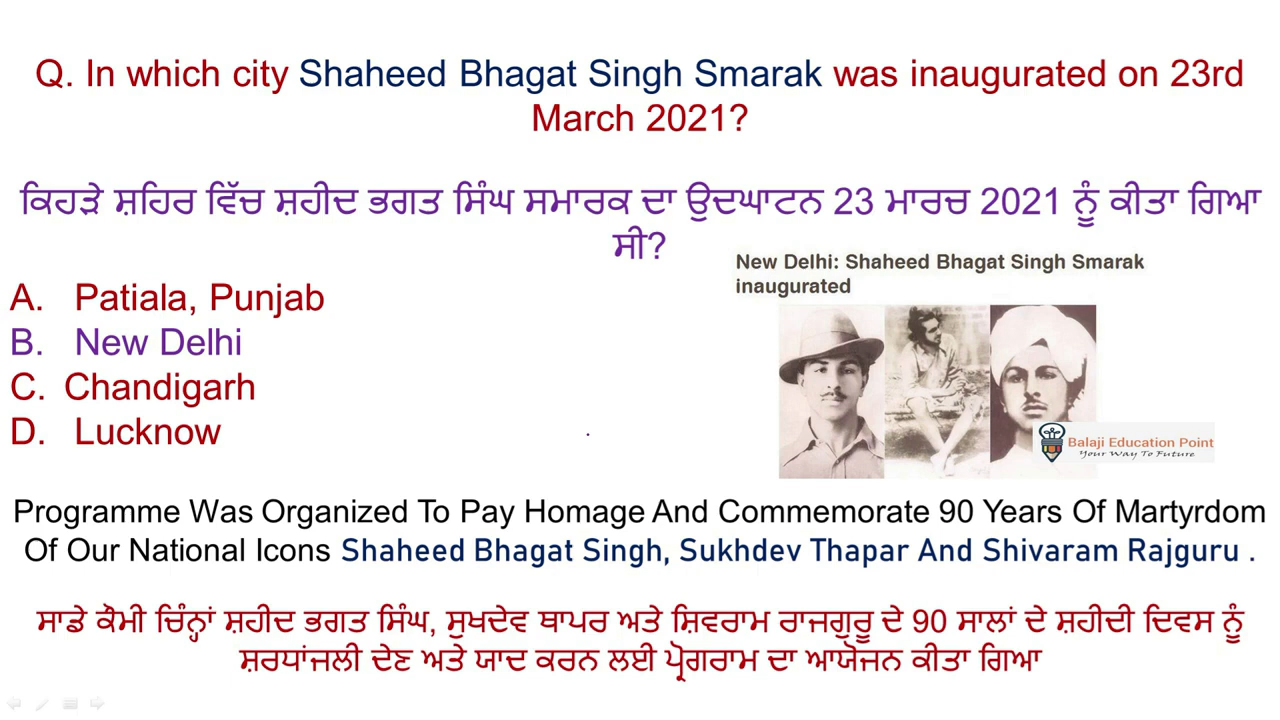 Q. In which city Shaheed Bhagat Singh Smarak was inaugurated on 23rd
March 2021?
ਕਿਹੜੇ ਸ਼ਹਿਰ ਵਿੱਚ ਸ਼ਹੀਦ ਭਗਤ ਸਿੰਘ ਸਮਾਰਕ ਦਾ ਉਦਘਾਟਨ 23 ਮਾਰਚ 2021 ਨੂੰ ਕੀਤਾ ਗਿਆ
ਸੀ?
New Delhi: Shaheed Bhagat Singh Smarak
inaugurated
A. Patiala, Punjab
B. New Delhi
C. Chandigarh
D. Lucknow
Balaji Education Point
Your Way To Future
Programme Was Organized To Pay Homage And Commemorate 90 Years Of Martyrdom
Of Our National Icons Shaheed Bhagat Singh, Sukhdev Thapar And Shivaram Rajguru .
ਸਾਡੇ ਕੌਮੀ ਚਿੰਨ੍ਹਾਂ ਸ਼ਹੀਦ ਭਗਤ ਸਿੰਘ, ਸੁਖਦੇਵ ਥਾਪਰ ਅਤੇ ਸ਼ਿਵਰਾਮ ਰਾਜਗੁਰੂ ਦੇ 90 ਸਾਲਾਂ ਦੇ ਸ਼ਹੀਦੀ ਦਿਵਸ ਨੂੰ
ਸ਼ਰਧਾਂਜਲੀ ਦੇਣ ਅਤੇ ਯਾਦ ਕਰਨ ਲਈ ਪ੍ਰੋਗਰਾਮ ਦਾ ਆਯੋਜਨ ਕੀਤਾ ਗਿਆ